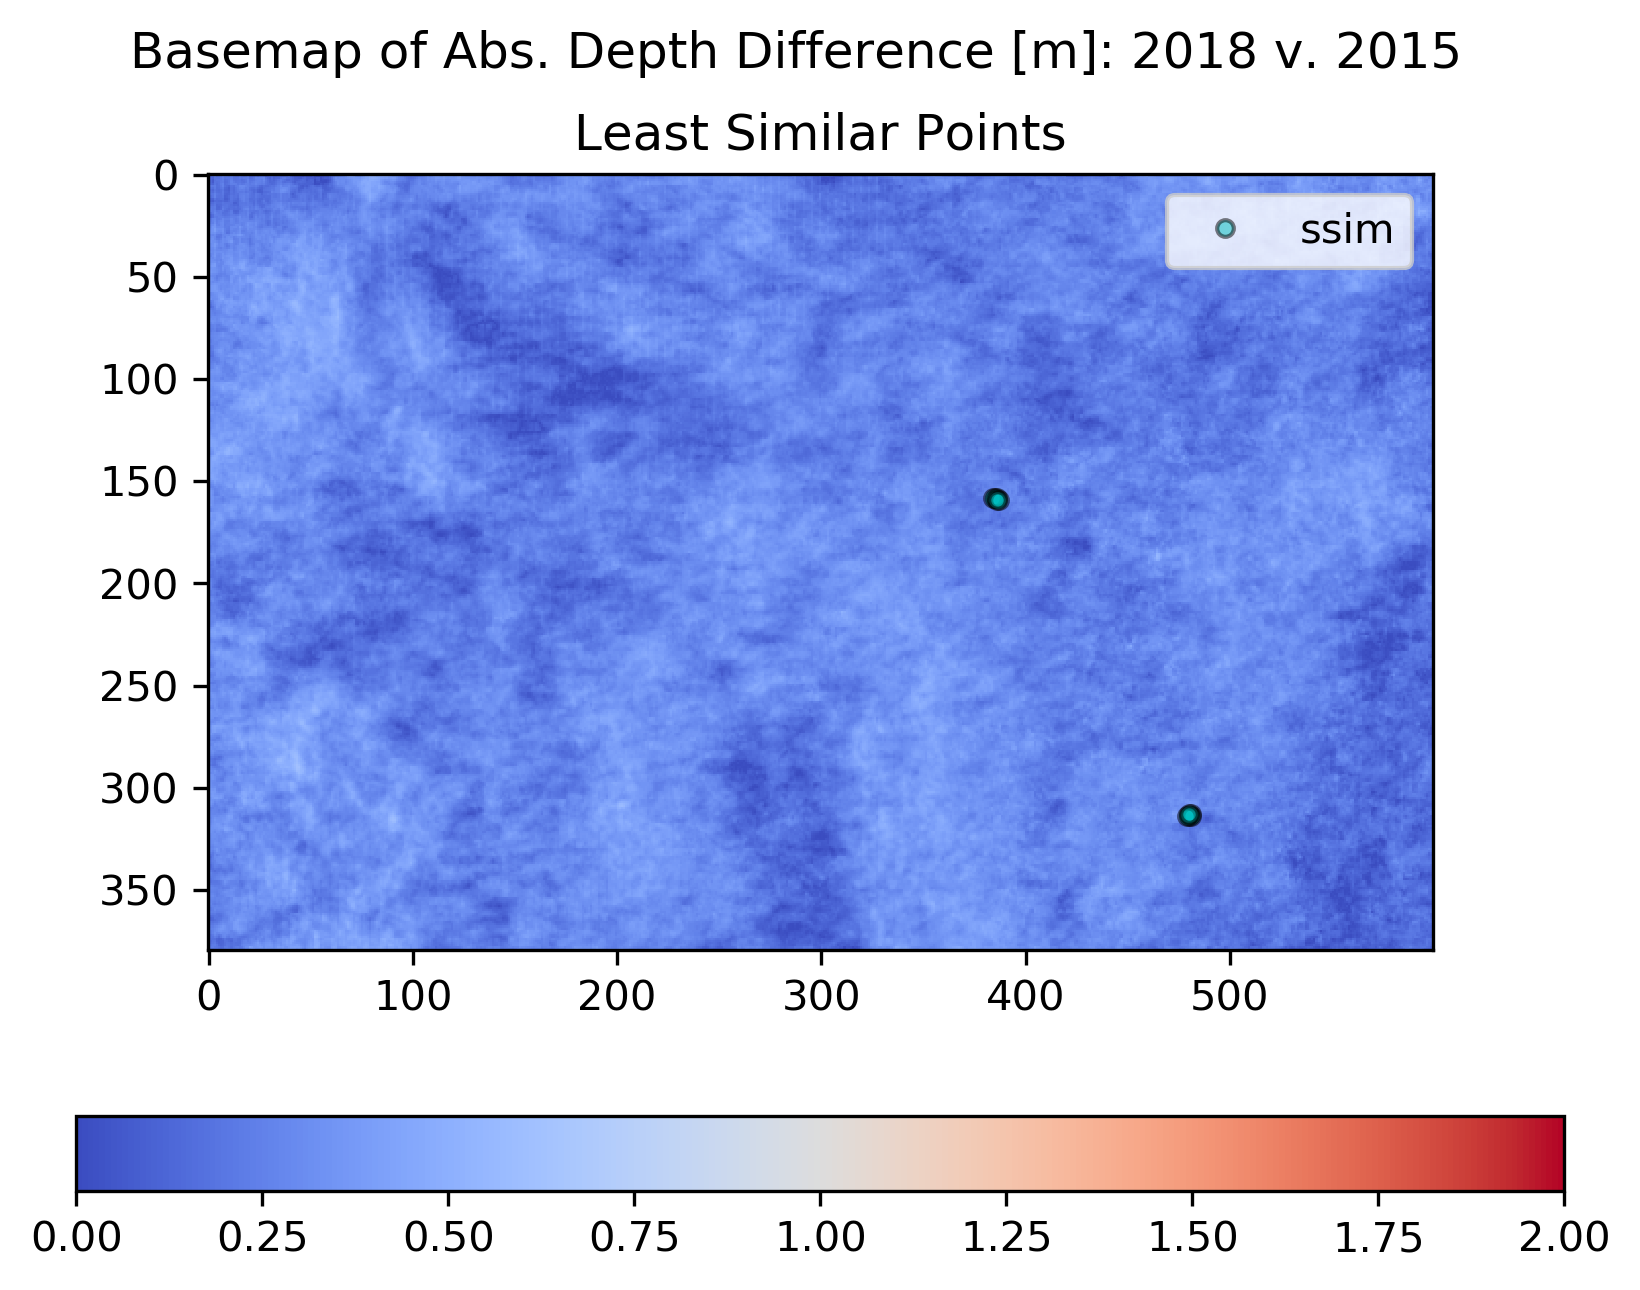 Basemap of Abs. Depth Difference [m]: 2018 v. 2015
Least Similar Points
ssim
0
50
100
150
200
250
300
350
0 100 200 300 400 500
0.00 0.25 0.50 0.75 1.00 1.25 1.50 1.75 2.00